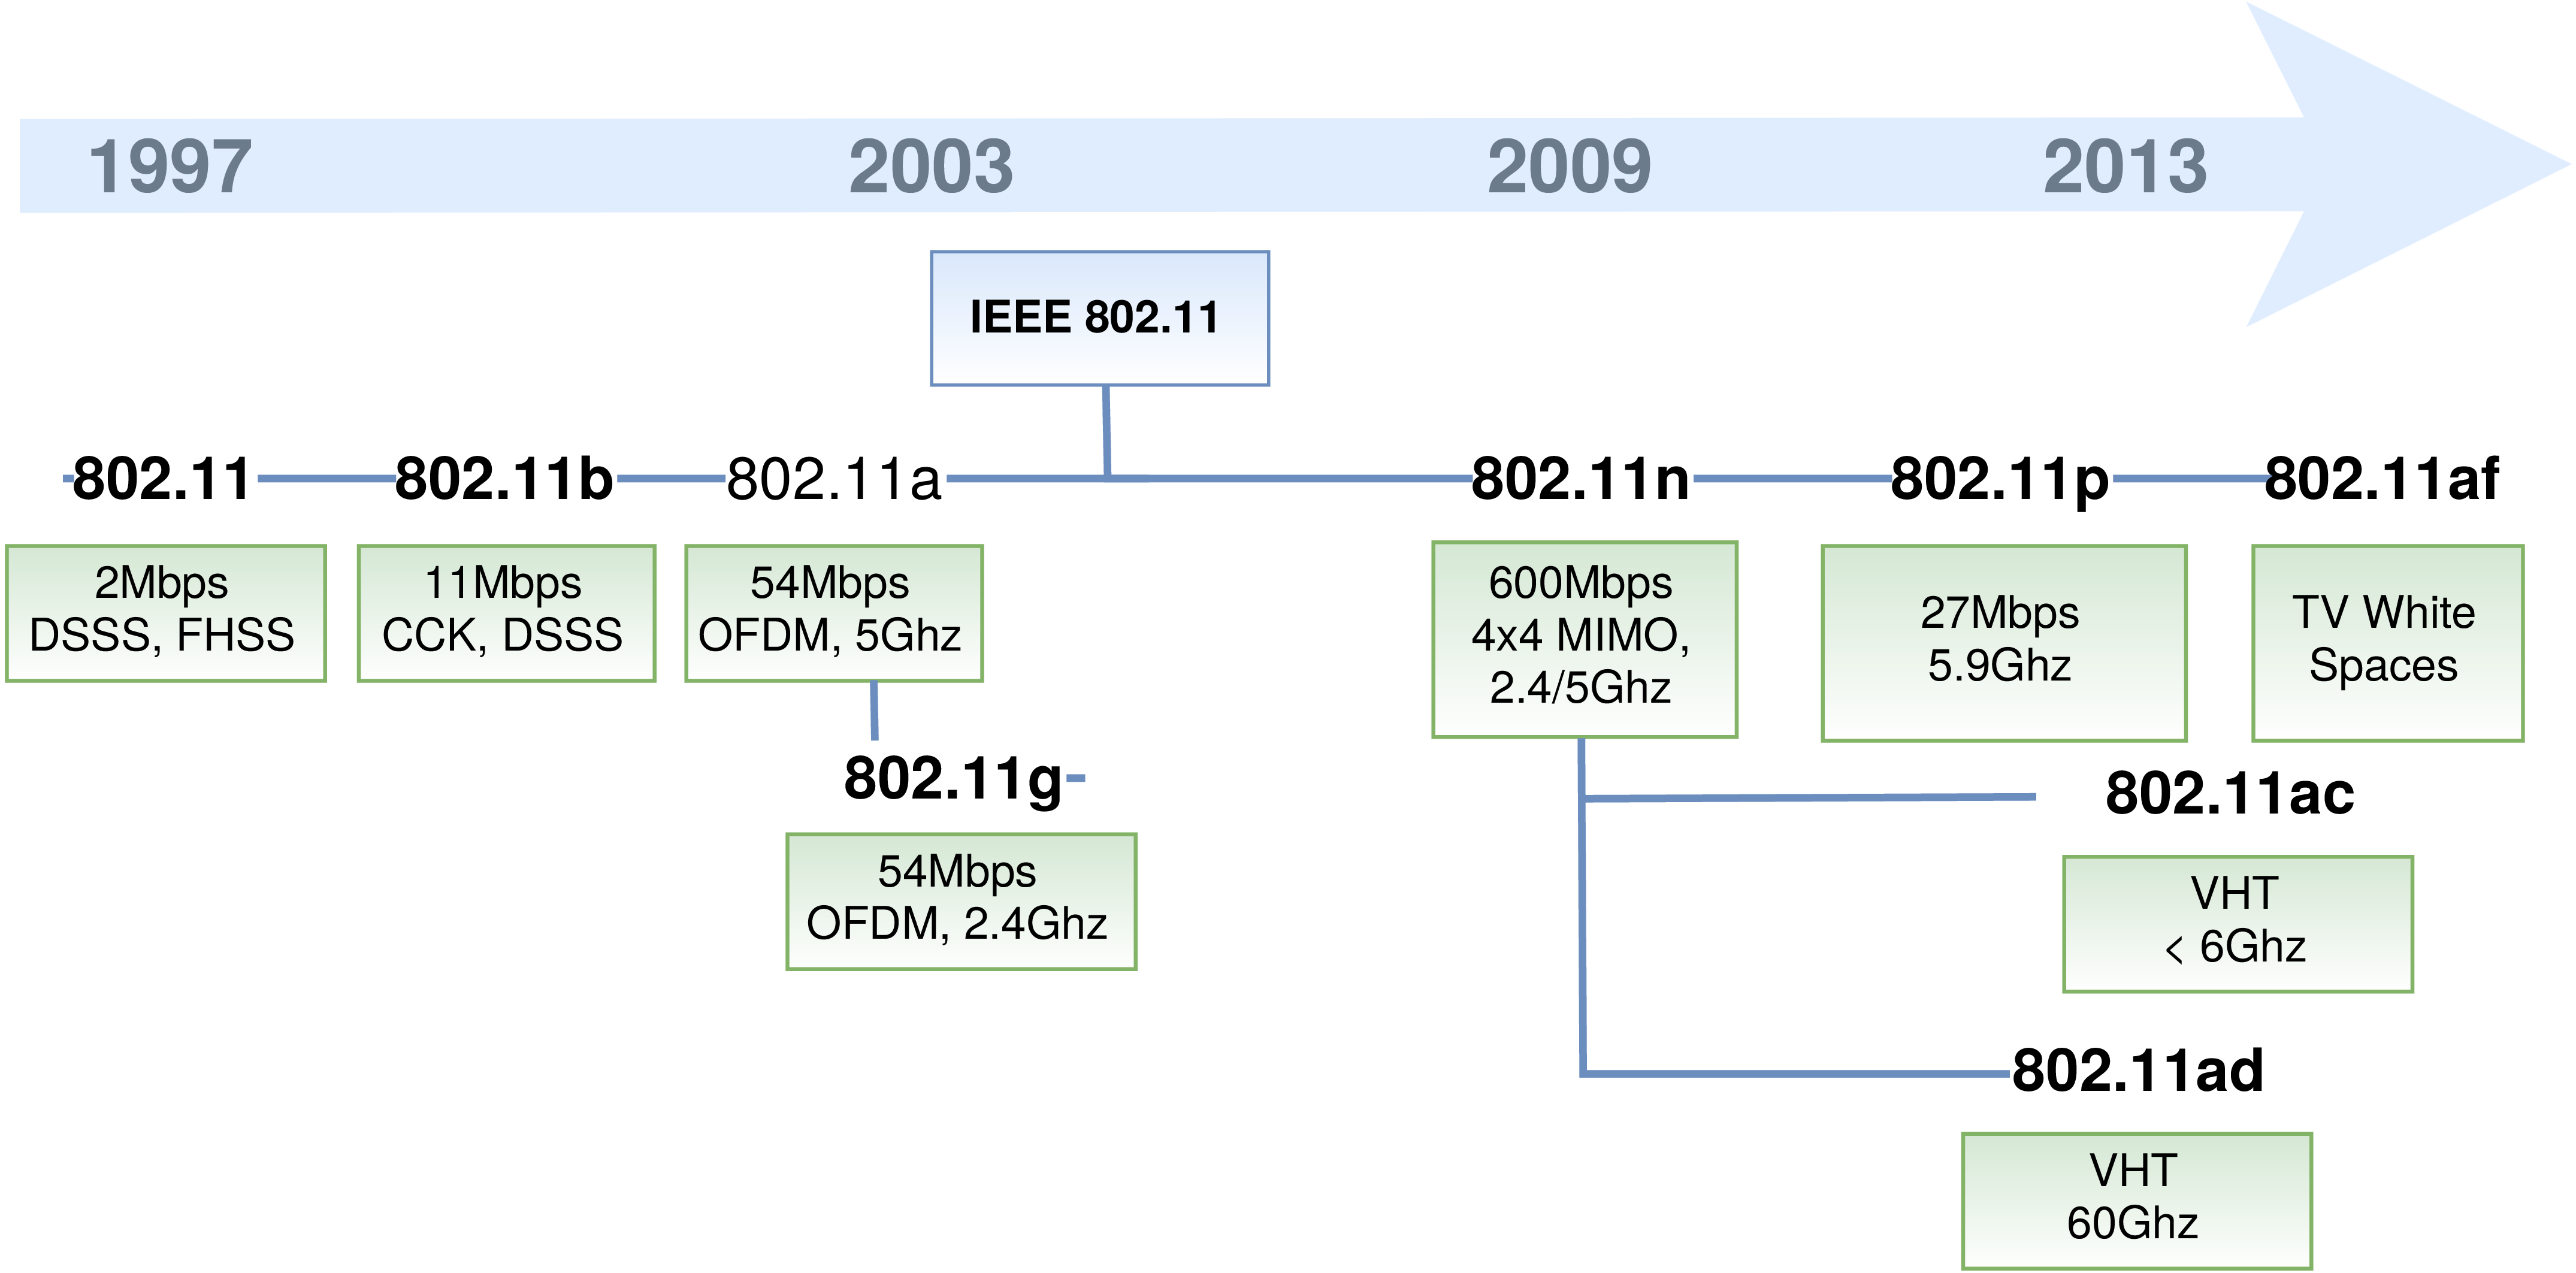 1997 2003 2009 2013
IEEE 802.11
802.11 802.11b 802.11a 802.11n 802.11p 802.11af
2Mbps
DSSS, FHSS
11Mbps
CCK, DSSS
54Mbps
OFDM, 5Ghz
600Mbps
4x4 MIMO,
2.4/5Ghz
27Mbps
5.9Ghz
TV White
Spaces
802.11g
54Mbps
OFDM, 2.4Ghz
802.11ac
VHT
< 6Ghz
802.11ad
VHT
60Ghz